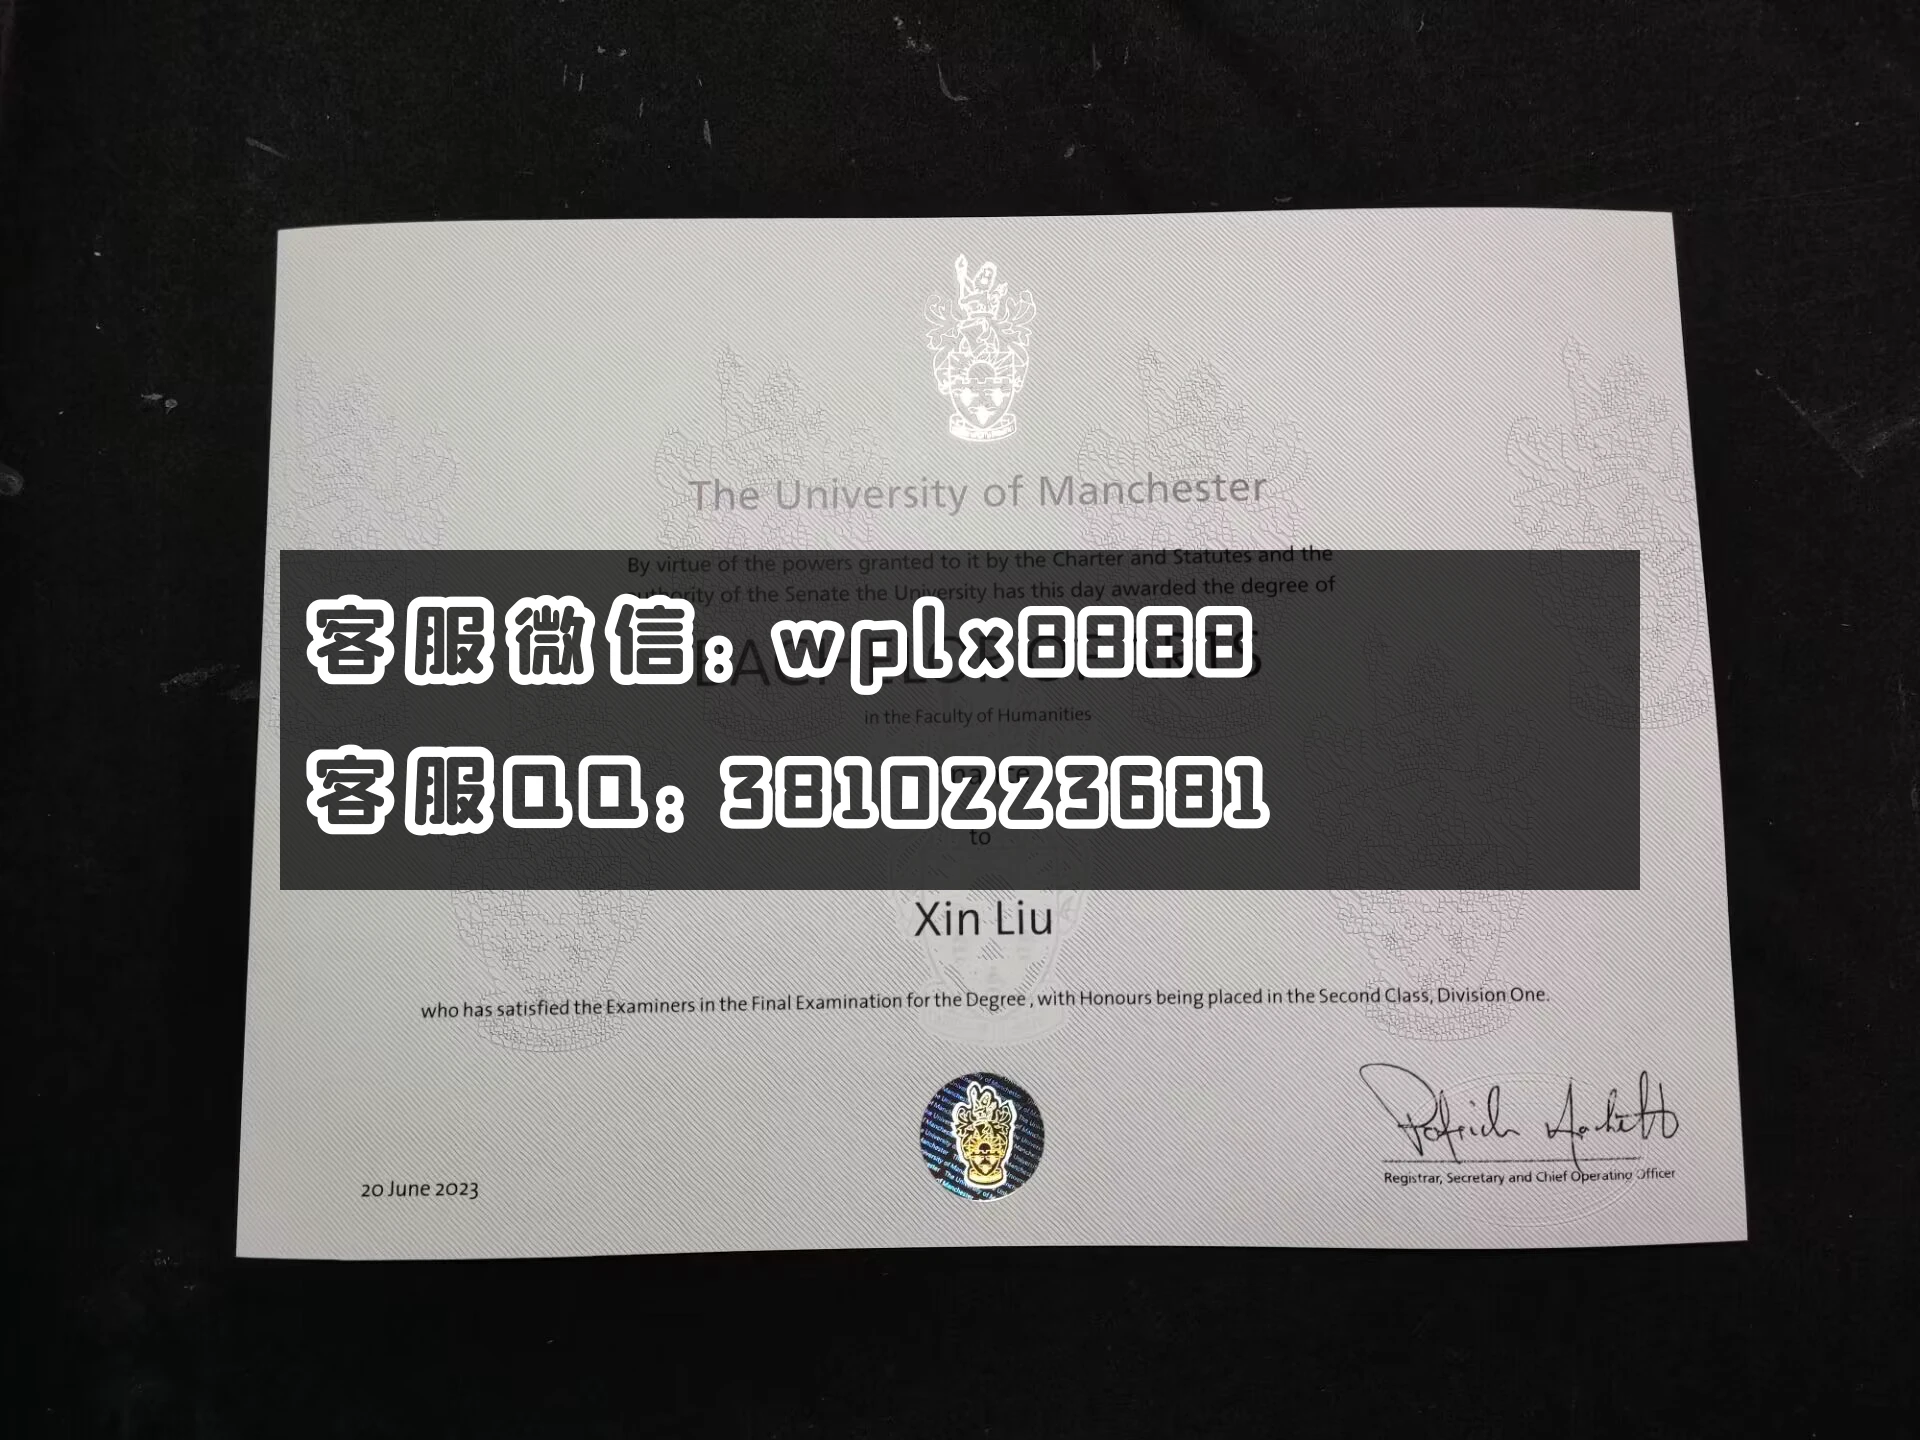 The University of Manchester
By virtue of the powers granted to it by the Charter and Statutes and the
authority of the Senate the University has this day awarded the degree of
BACHELOR OF ARTS
客服微信: wplx8888
in the Faculty of Humanities
客服QQ: 3810223681
to
Xin Liu
who has satisfied the Examiners in the Final Examination for the Degree, with Honours being placed in the Second Class, Division One.
20 June 2023
Registrar, Secretary and Chief Operating Officer